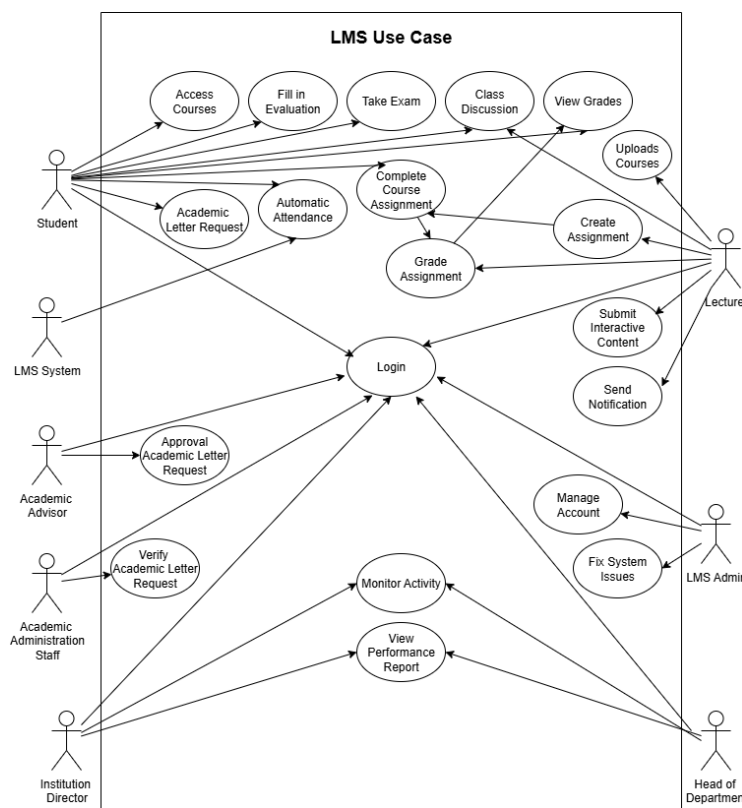 LMS Use Case
Access
Courses
Fill in
Evaluation
Take Exam
Class
Discussion
View Grades
Uploads
Courses
Student
Complete
Course
Assignment
Academic
Letter Request
Automatic
Attendance
Create
Assignment
Grade
Assignment
Lecture
LMS System
Submit
Interactive
Content
Login
Send
Notification
Approval
Academic Letter
Request
Academic
Advisor
Manage
Account
Verify
Academic Letter
Request
Fix System
Issues
LMS Admin
Academic
Administration
Staff
Monitor Activity
View
Performance
Report
Institution
Director
Head of
Departmen